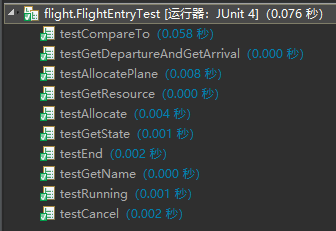 flight.FlightEntryTest [运行器：JUnit 4] (0.076 秒)
testCompareTo (0.058 秒)
testGetDepartureAndGetArrival (0.000 秒)
testAllocatePlane (0.008 秒)
testGetResource (0.000 秒)
testAllocate (0.004 秒)
testGetState (0.001 秒)
testEnd (0.002 秒)
testGetName (0.000 秒)
testRunning (0.001 秒)
testCancel (0.002 秒)